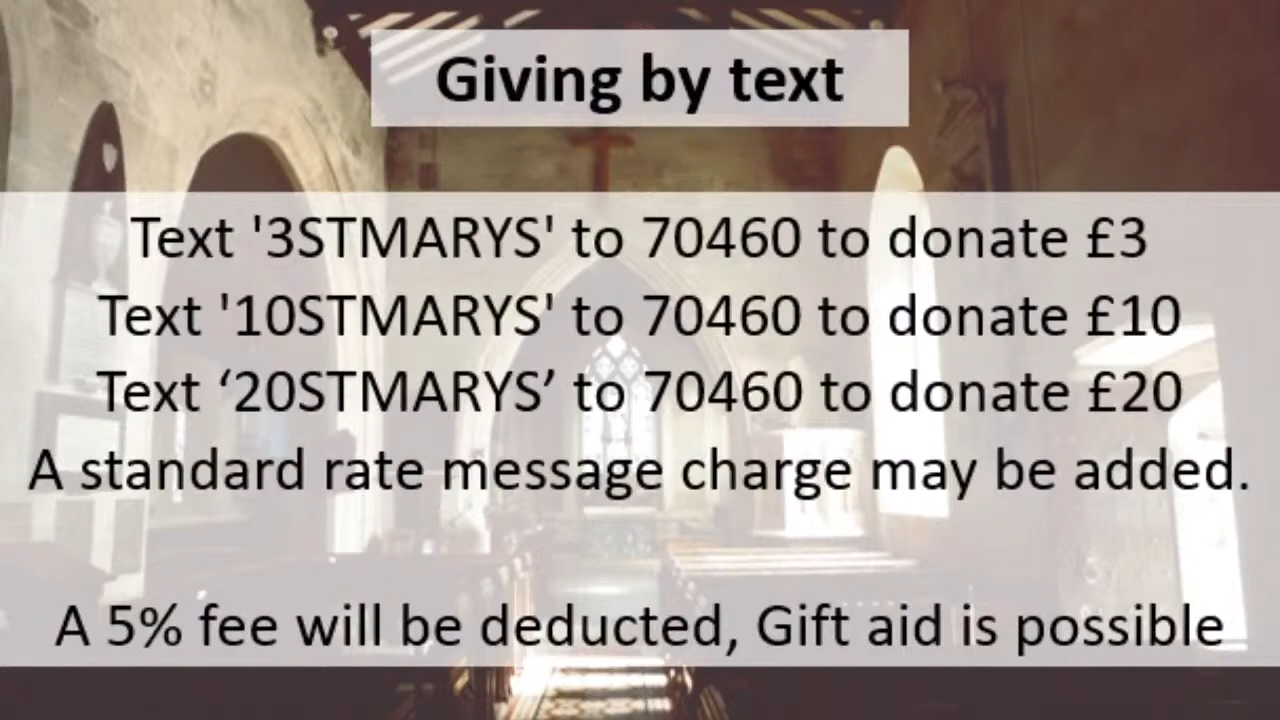 Giving by text
Text '3STMARYS' to 70460 to donate £3
Text '10STMARYS' to 70460 to donate £10
Text ‘20STMARYS’ to 70460 to donate £20
A standard rate message charge may be added.
A 5% fee will be deducted, Gift aid is possible